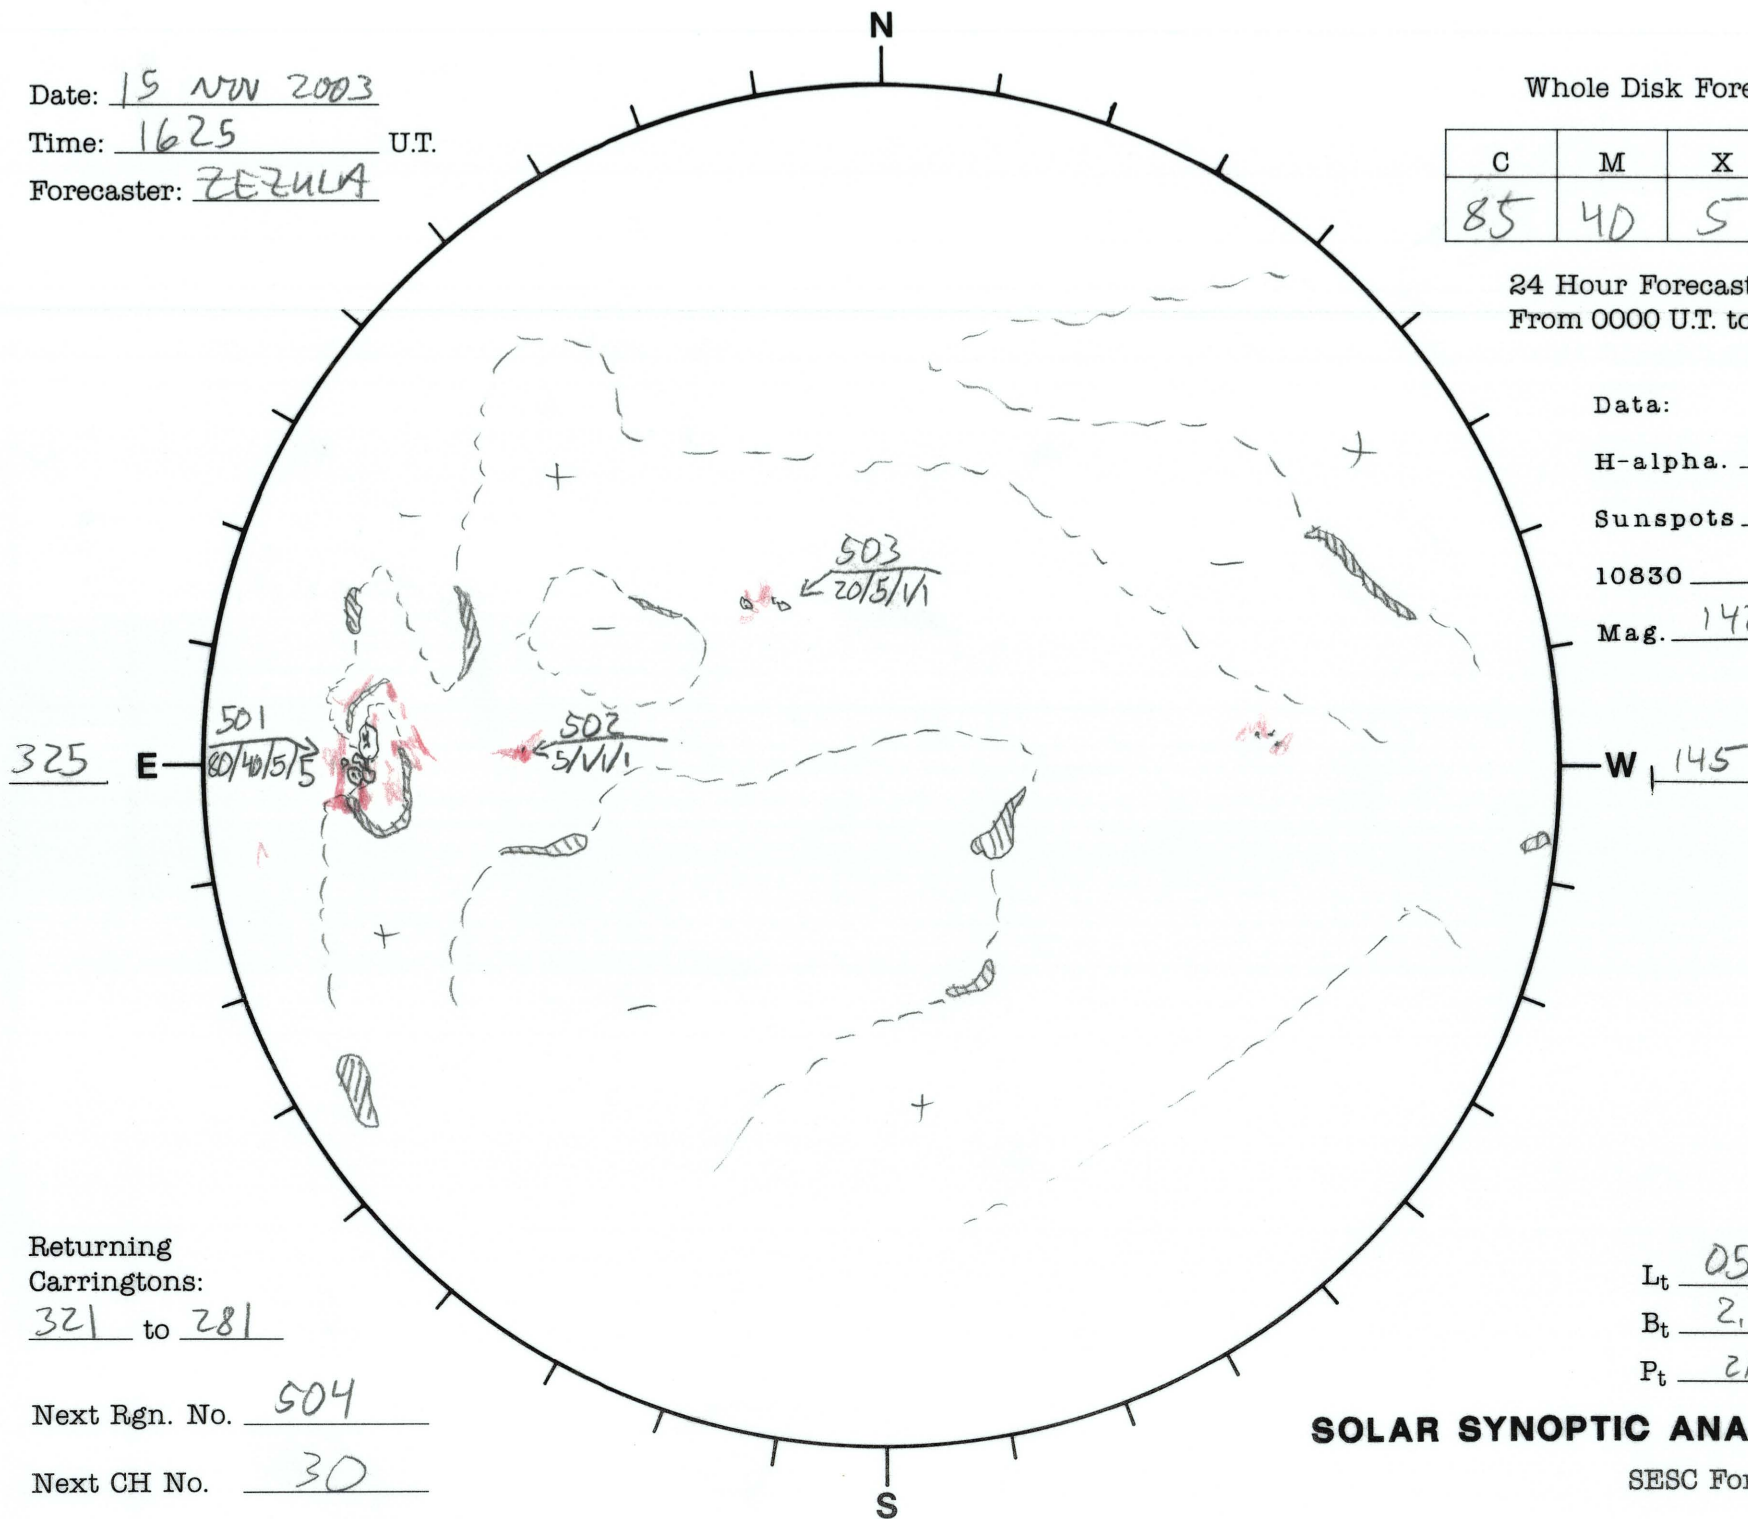 N
Date: 15 NOV 2003
Time: 1625 U.T.
Forecaster: ZEZULA
Whole Disk Fore
C M X
85 40 5
24 Hour Forecast
From 0000 U.T. to
Data:
H-alpha.
Sunspots
10830
Mag. 14
503
20/5/1/1
501
80/40/5/5
502
5/1/1/1
325 E
W 145
Returning
Carringtons:
321 to 281
Lt 05
Bt 2.
Pt 2
Next Rgn. No. 504
Next CH No. 30
SOLAR SYNOPTIC ANA
SESC For
S